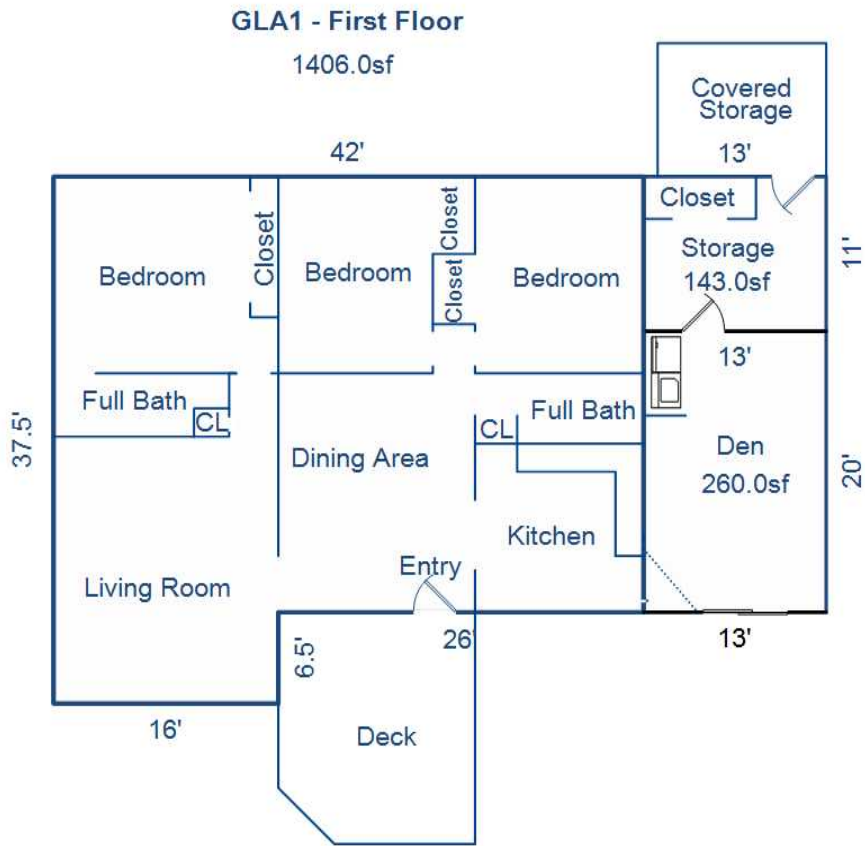 GLA1 - First Floor
1406.0sf
Covered
Storage
42'
13'
Closet
Closet
Closet
Closet
Bedroom
Bedroom
Bedroom
Storage
143.0sf
11'
13'
Full Bath
CL
CL
Full Bath
37.5'
Dining Area
Den
260.0sf
20'
Kitchen
Living Room
Entry
26'
13'
6.5'
16'
Deck